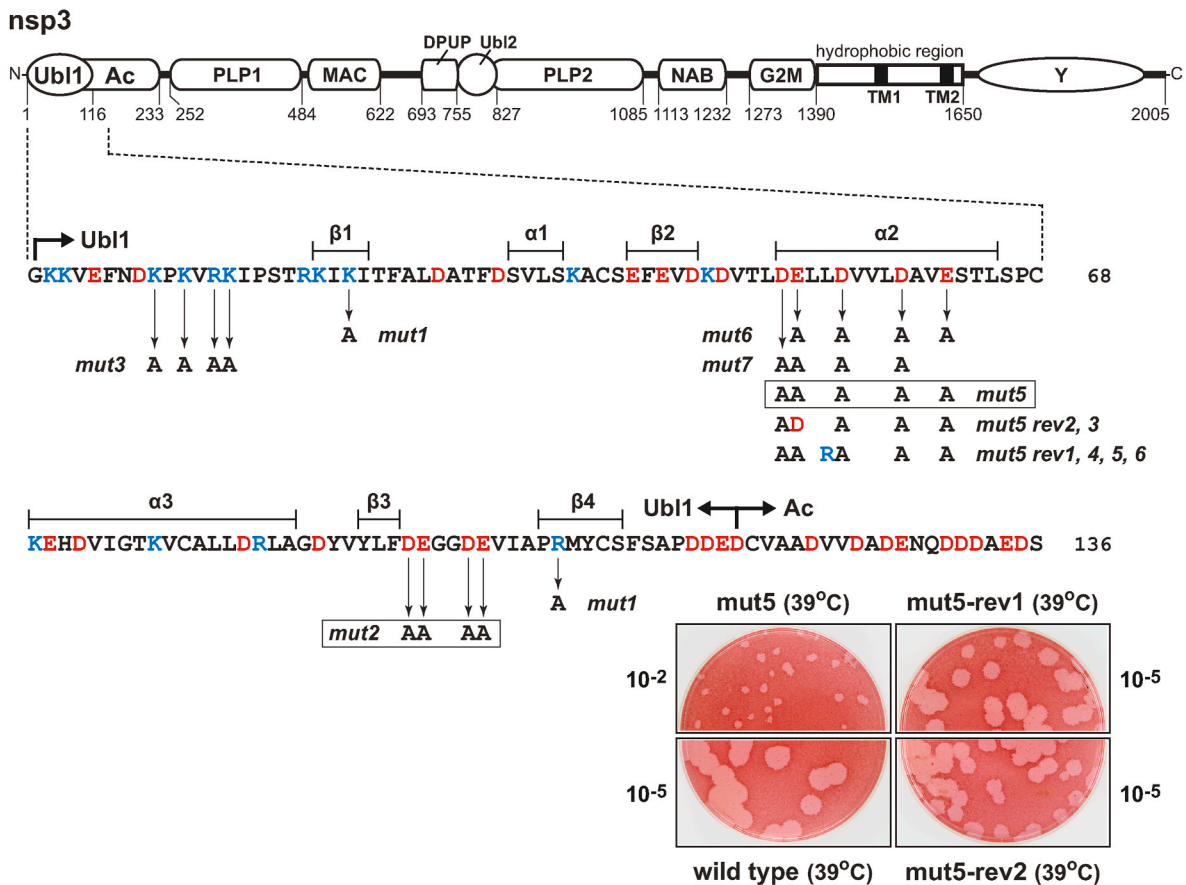 nsp3
DPUP Ubl2
hydrophobic region
N- Ubl1 Ac PLP1 MAC PLP2 NAB G2M Y -C
TM1 TM2
1 116 233 252 484 622 693 755 827 1085 1113 1232 1273 1390 1650 2005
Ubl1 β1 α1 β2 α2
GKKVEFNDKPKVRKIPSTRKIKITFALDATFDSVLSKACSEFEVDKDVTLDELLDVVLDAVESTLSPC 68
A mut1 mut6 A A A A
mut3 A A AA mut7 AA A A
AA A A A mut5
AD A A A mut5 rev2, 3
AA RA A A mut5 rev1, 4, 5, 6
α3 β3 β4 Ubl1 Ac
KEHDVIGTKVCALLDRLAGDYVYLFDEGGDEVIAPRMYCSFSAPDDEDCVAADVVDADENQDDDAEDS 136
A mut1
mut2 AA AA
mut5 (39°C) mut5-rev1 (39°C)
10-2 10-5
10-5 10-5
wild type (39°C) mut5-rev2 (39°C)